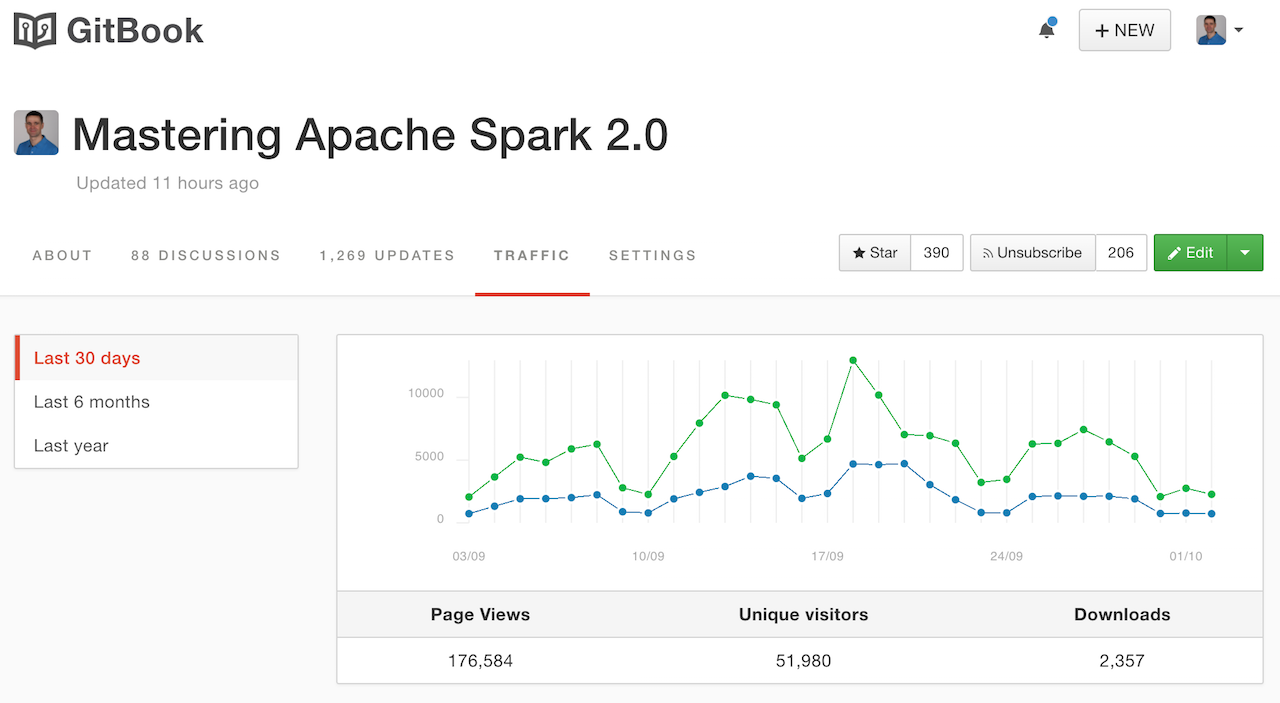 GitBook
+ NEW
Mastering Apache Spark 2.0
Updated 11 hours ago
ABOUT 88 DISCUSSIONS 1,269 UPDATES TRAFFIC SETTINGS
Star 390 Unsubscribe 206 Edit
Last 30 days
Last 6 months
Last year
10000
5000
0
03/09 10/09 17/09 24/09 01/10
Page Views Unique visitors Downloads
176,584 51,980 2,357